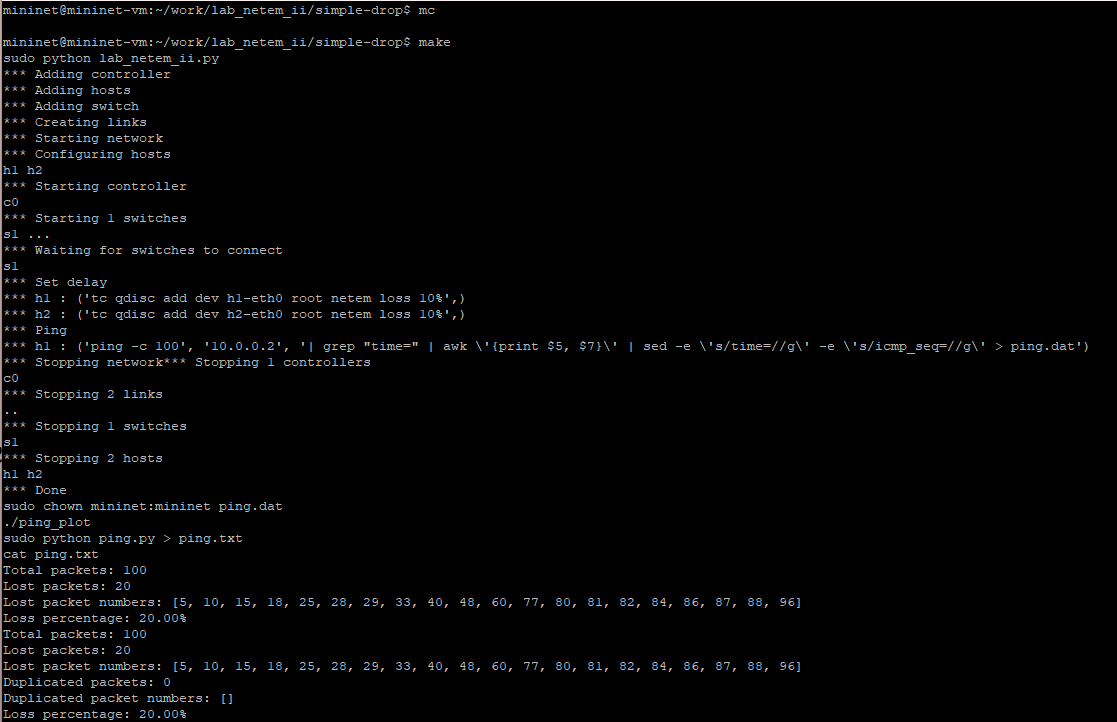 mininet@mininet-vm:~/work/lab_netem_ii/simple-drop$ mc
mininet@mininet-vm:~/work/lab_netem_ii/simple-drop$ make
sudo python lab_netem_ii.py
*** Adding controller
*** Adding hosts
*** Adding switch
*** Creating links
*** Starting network
*** Configuring hosts
h1 h2
*** Starting controller
c0
*** Starting 1 switches
s1 ...
*** Waiting for switches to connect
s1
*** Set delay
*** h1 : ('tc qdisc add dev h1-eth0 root netem loss 10%',)
*** h2 : ('tc qdisc add dev h2-eth0 root netem loss 10%',)
*** Ping
*** h1 : ('ping -c 100', '10.0.0.2', '| grep "time=" | awk \'{print $5, $7}\' | sed -e \'s/time=//g\' -e \'s/icmp_seq=//g\' > ping.dat')
*** Stopping network*** Stopping 1 controllers
c0
*** Stopping 2 links
..
*** Stopping 1 switches
s1
*** Stopping 2 hosts
h1 h2
*** Done
sudo chown mininet:mininet ping.dat
./ping_plot
sudo python ping.py > ping.txt
cat ping.txt
Total packets: 100
Lost packets: 20
Lost packet numbers: [5, 10, 15, 18, 25, 28, 29, 33, 40, 48, 60, 77, 80, 81, 82, 84, 86, 87, 88, 96]
Loss percentage: 20.00%
Total packets: 100
Lost packets: 20
Lost packet numbers: [5, 10, 15, 18, 25, 28, 29, 33, 40, 48, 60, 77, 80, 81, 82, 84, 86, 87, 88, 96]
Duplicated packets: 0
Duplicated packet numbers: []
Loss percentage: 20.00%